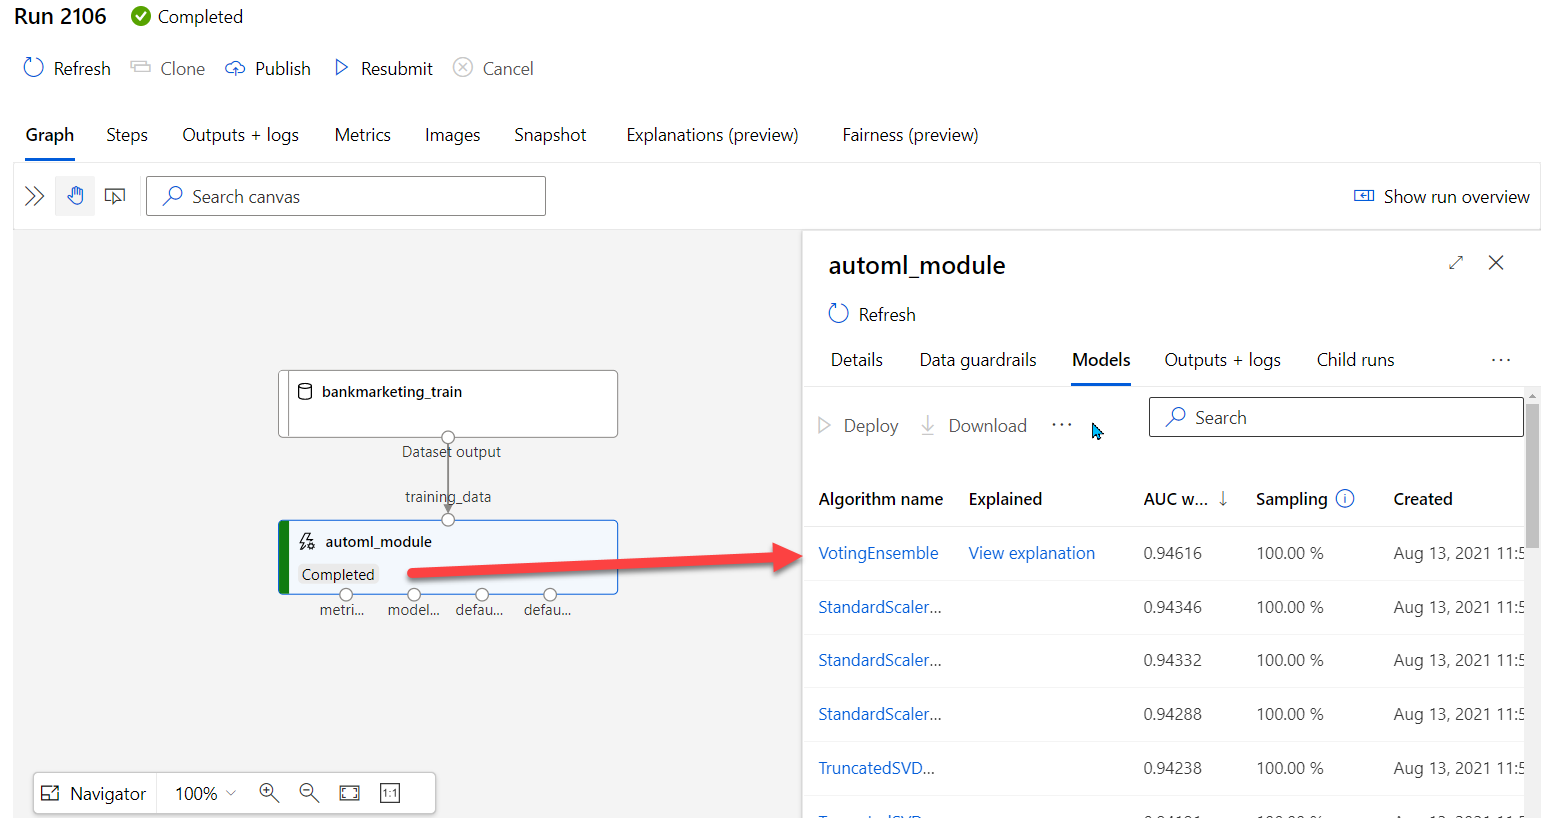 Run 2106 Completed
Refresh Clone Publish Resubmit Cancel
Graph Steps Outputs + logs Metrics Images Snapshot Explanations (preview) Fairness (preview)
Search canvas Show run overview
bankmarketing_train
Dataset output
training_data
automl_module
Completed
metri... model... defau... defau...
Navigator 100% 1:1
automl_module
Refresh
Details Data guardrails Models Outputs + logs Child runs ...
Deploy Download ... Search
Algorithm name Explained AUC w... Sampling Created
VotingEnsemble View explanation 0.94616 100.00 % Aug 13, 2021 11:5
StandardScaler... 0.94346 100.00 % Aug 13, 2021 11:5
StandardScaler... 0.94332 100.00 % Aug 13, 2021 11:5
StandardScaler... 0.94288 100.00 % Aug 13, 2021 11:5
TruncatedSVD... 0.94238 100.00 % Aug 13, 2021 11:5